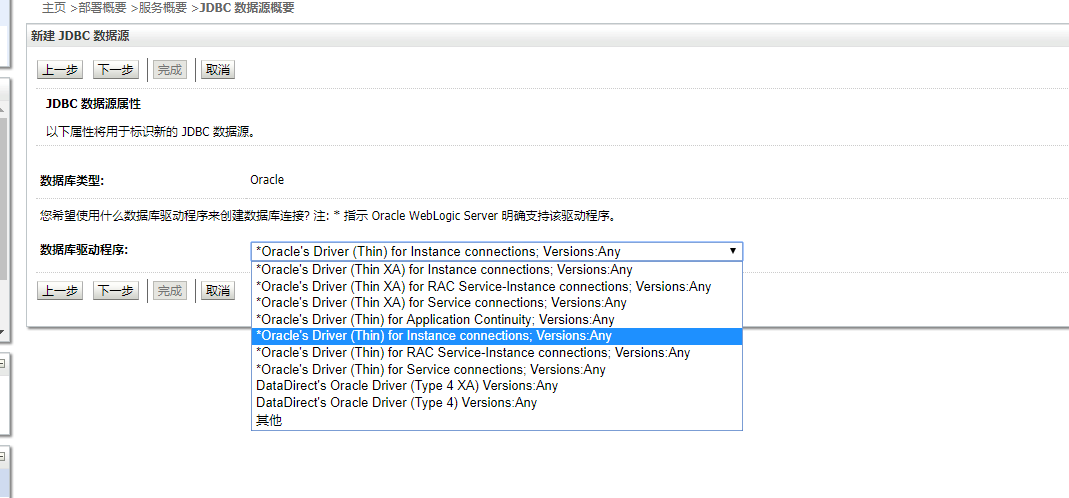 主页 >部署概要 >服务概要 >JDBC 数据源概要
新建 JDBC 数据源
上一步 下一步 完成 取消
JDBC 数据源属性
以下属性将用于标识新的 JDBC 数据源。
数据库类型: Oracle
您希望使用什么数据库驱动程序来创建数据库连接? 注: * 指示 Oracle WebLogic Server 明确支持该驱动程序。
数据库驱动程序: *Oracle's Driver (Thin) for Instance connections; Versions:Any
*Oracle's Driver (Thin XA) for Instance connections; Versions:Any
*Oracle's Driver (Thin XA) for RAC Service-Instance connections; Versions:Any
*Oracle's Driver (Thin XA) for Service connections; Versions:Any
*Oracle's Driver (Thin) for Application Continuity; Versions:Any
*Oracle's Driver (Thin) for Instance connections; Versions:Any
*Oracle's Driver (Thin) for RAC Service-Instance connections; Versions:Any
*Oracle's Driver (Thin) for Service connections; Versions:Any
DataDirect's Oracle Driver (Type 4 XA) Versions:Any
DataDirect's Oracle Driver (Type 4) Versions:Any
其他
上一步 下一步 完成 取消